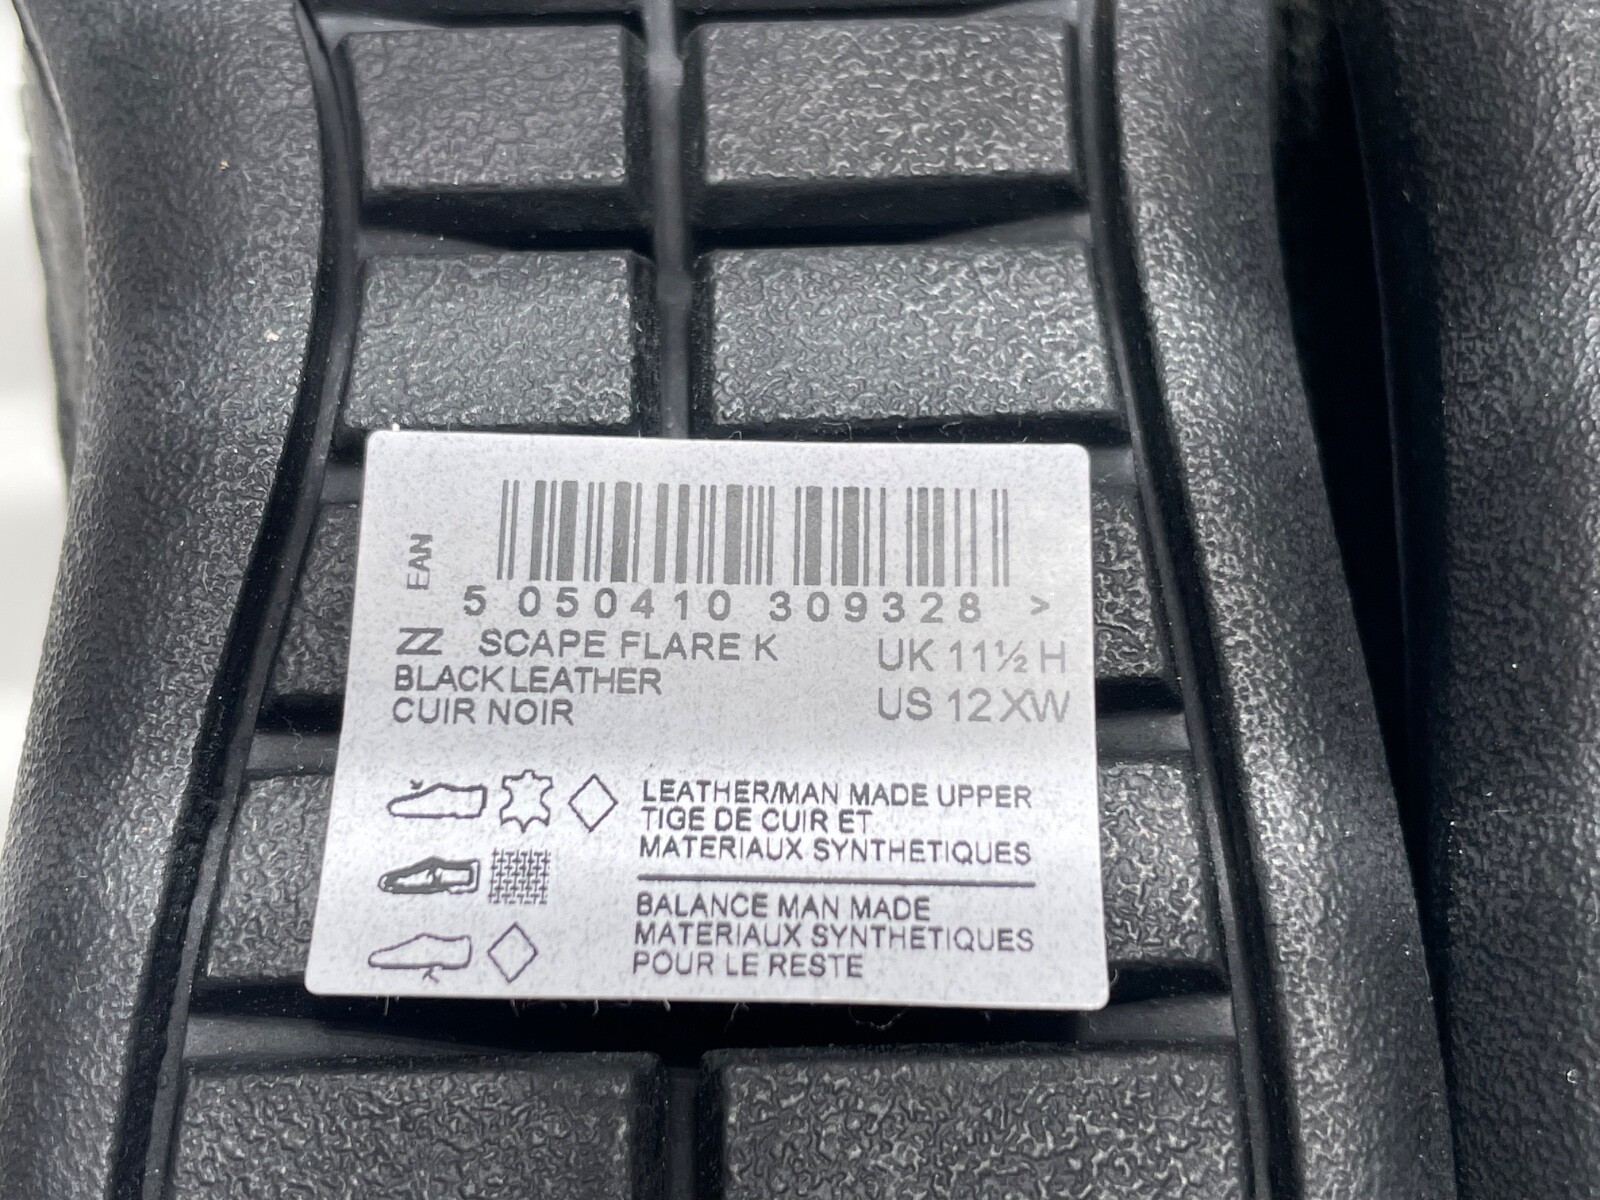 EAN
5 050410 309328 >
ZZ SCAPE FLARE K
UK 11½ H
BLACK LEATHER
US 12 XW
CUIR NOIR
LEATHER/MAN MADE UPPER
TIGE DE CUIR ET
MATERIAUX SYNTHETIQUES
BALANCE MAN MADE
MATERIAUX SYNTHETIQUES
POUR LE RESTE